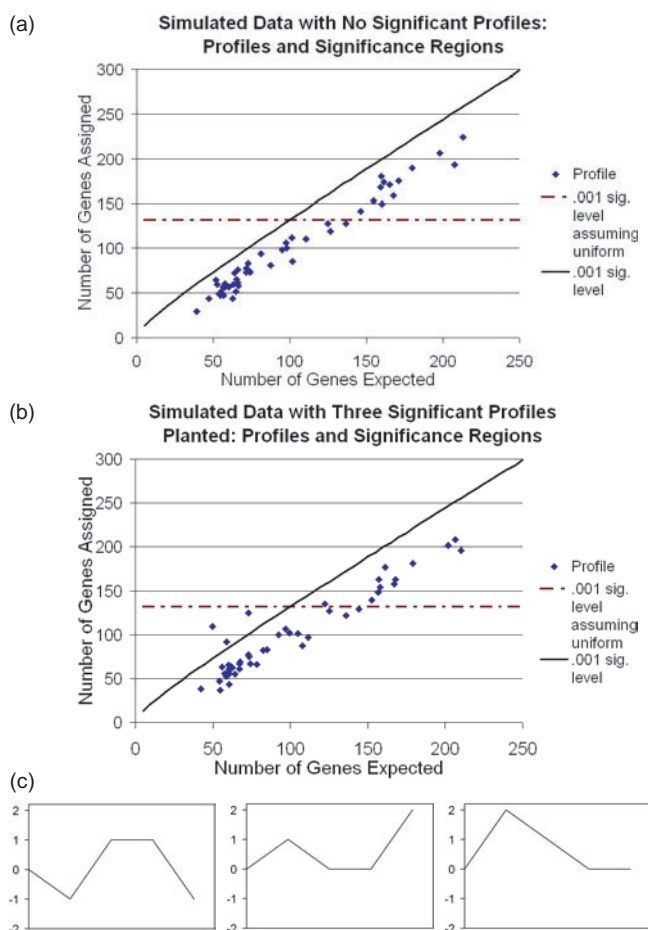 (a)
Simulated Data with No Significant Profiles:
Profiles and Significance Regions
Number of Genes Assigned
300
250
200
150
100
50
0
0 50 100 150 200 250
Number of Genes Expected
Profile
.001 sig.
level
assuming
uniform
.001 sig.
level
(b)
Simulated Data with Three Significant Profiles
Planted: Profiles and Significance Regions
Number of Genes Assigned
300
250
200
150
100
50
0
0 50 100 150 200 250
Number of Genes Expected
Profile
.001 sig.
level
assuming
uniform
.001 sig.
level
(c)
2
1
0
-1
-2
2
1
0
-1
-2
2
1
0
-1
-2